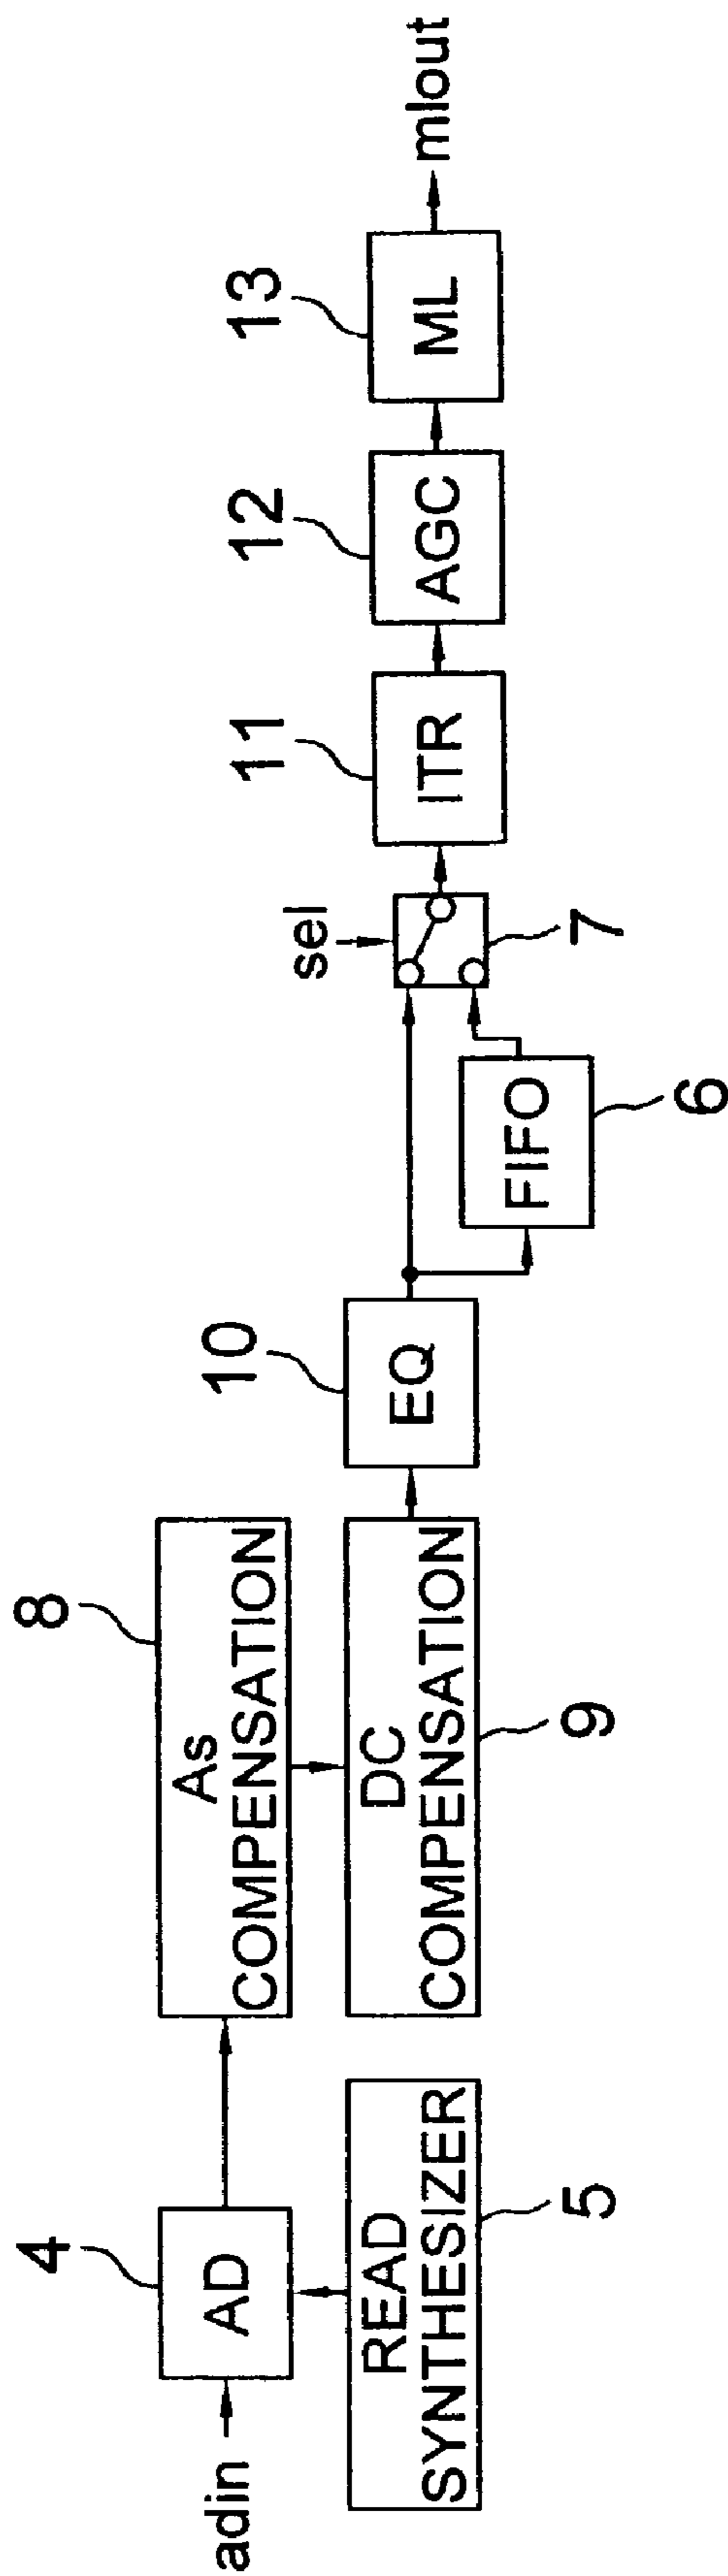 adin
4
AD
READ
SYNTHESIZER
5
8
As
COMPENSATION
DC
COMPENSATION
9
10
EQ
FIFO
6
sel
7
11
ITR
12
AGC
13
ML
mlout